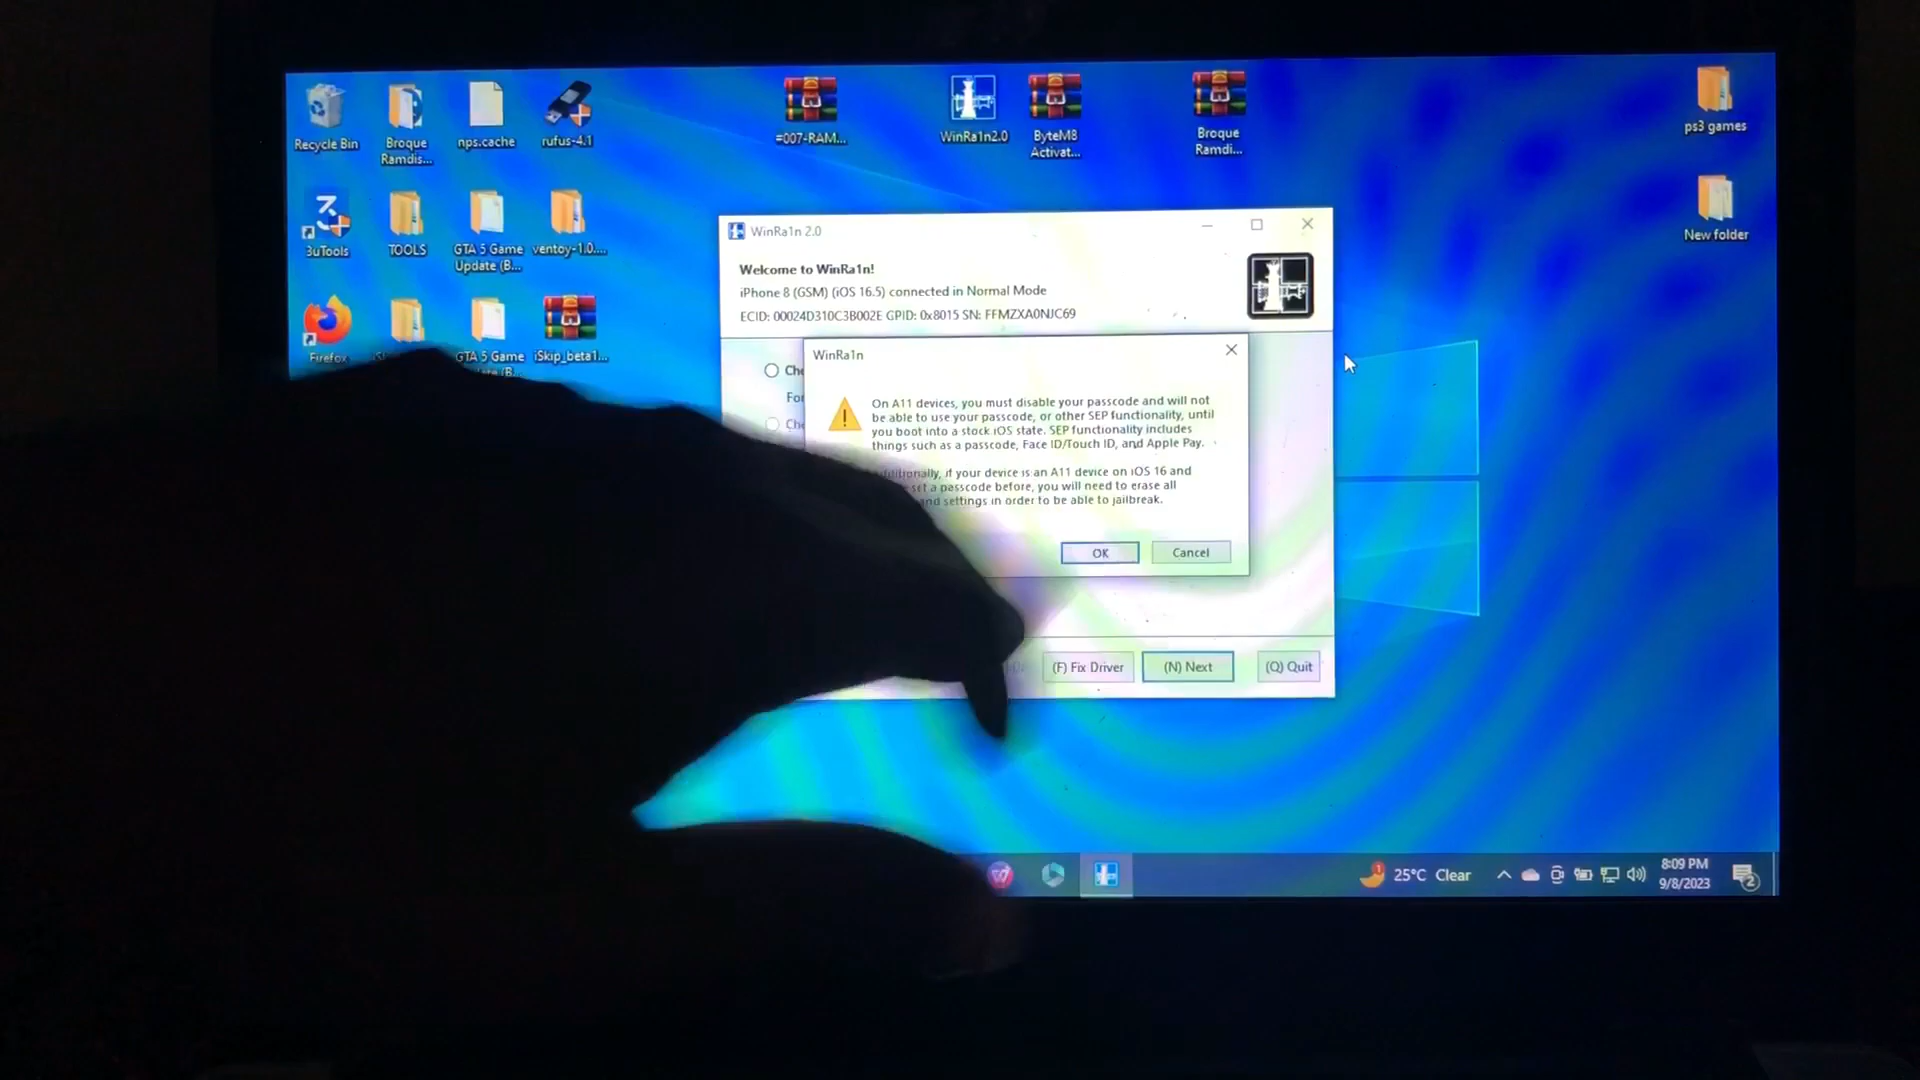 Recycle Bin
Broque
Ramdis...
nps.cache
rufus-4.1
=007-RAM...
WinRa1n2.0
ByteM8
Activat...
Broque
Ramdi...
ps3 games
3uTools
TOOLS
GTA 5 Game
Update (B...
ventoy-1.0....
New folder
Firefox
GTA 5 Game
iSkip_beta1...
WinRa1n 2.0
Welcome to WinRa1n!
iPhone 8 (GSM) (iOS 16.5) connected in Normal Mode
ECID: 00024D310C3B002E GPID: 0x8015 SN: FFMZXA0NJC69
WinRa1n
On A11 devices, you must disable your passcode and will not
be able to use your passcode, or other SEP functionality, until
you boot into a stock iOS state. SEP functionality includes
things such as a passcode, Face ID/Touch ID, and Apple Pay.
if your device is an A11 device on iOS 16 and
set a passcode before, you will need to erase all
and settings in order to be able to jailbreak.
OK
Cancel
(F) Fix Driver
(N) Next
(Q) Quit
25°C Clear
8:09 PM
9/8/2023
2